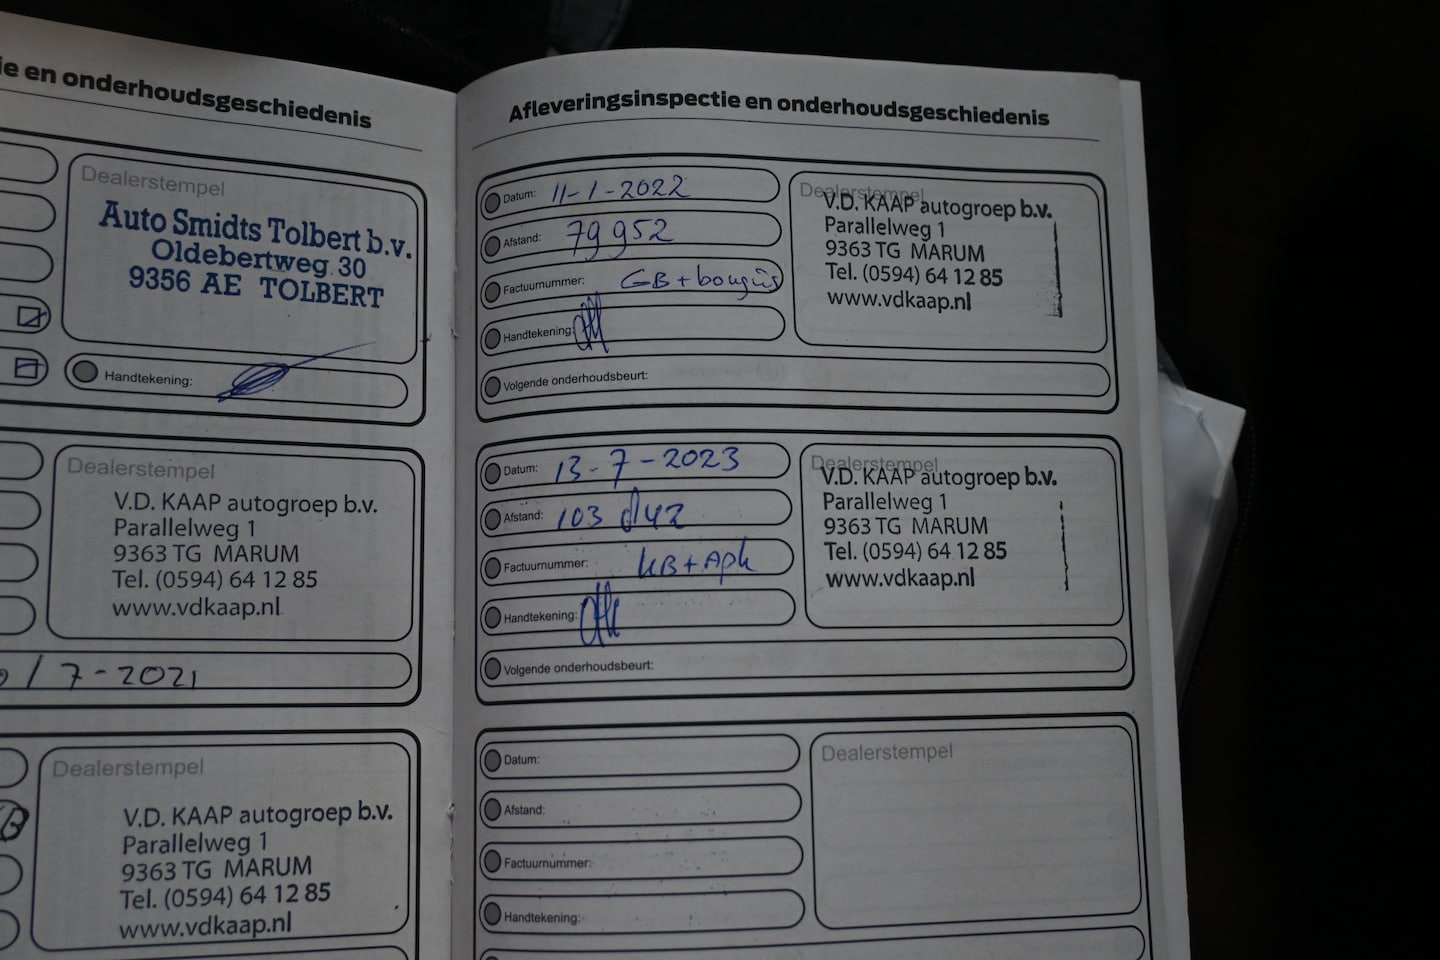 ie en onderhoudsgeschiedenis
Dealerstempel
Auto Smidts Tolbert b.v.
Oldebertweg 30
9356 AE TOLBERT
Handtekening:
Dealerstempel
V.D. KAAP autogroep b.v.
Parallelweg 1
9363 TG MARUM
Tel. (0594) 64 12 85
www.vdkaap.nl
/ 7-2021
Dealerstempel
V.D. KAAP autogroep b.v.
Parallelweg 1
9363 TG MARUM
Tel. (0594) 64 12 85
www.vdkaap.nl
Afleveringsinspectie en onderhoudsgeschiedenis
Datum: 11-1-2022
Afstand: 79952
Factuurnummer: GB + bougies
Handtekening:
Volgende onderhoudsbeurt:
Dealerstempel
V.D. KAAP autogroep b.v.
Parallelweg 1
9363 TG MARUM
Tel. (0594) 64 12 85
www.vdkaap.nl
Datum: 13-7-2023
Afstand: 103
Factuurnummer: KB + Apk
Handtekening:
Volgende onderhoudsbeurt:
Dealerstempel
V.D. KAAP autogroep b.v.
Parallelweg 1
9363 TG MARUM
Tel. (0594) 64 12 85
www.vdkaap.nl
Datum:
Afstand:
Factuurnummer:
Handtekening:
Dealerstempel